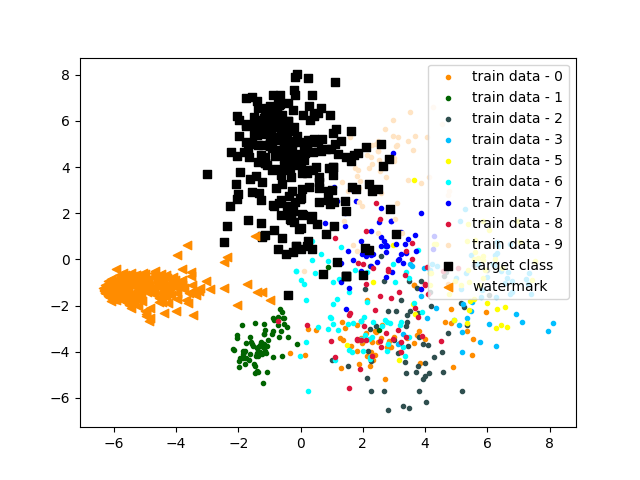 8
6
4
2
0
−2
−4
−6
−6
−4
−2
0
2
4
6
8
train data - 0
train data - 1
train data - 2
train data - 3
train data - 5
train data - 6
train data - 7
train data - 8
train data - 9
target class
watermark